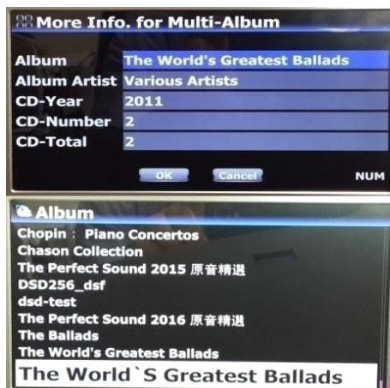 More Info. for Multi-Album
Album The World's Greatest Ballads
Album Artist Various Artists
CD-Year 2011
CD-Number 2
CD-Total 2
OK Cancel NUM
Album
Chopin : Piano Concertos
Chason Collection
The Perfect Sound 2015 原音精選
DSD256_dsf
dsd-test
The Perfect Sound 2016 原音精選
The Ballads
The World's Greatest Ballads
The World`S Greatest Ballads